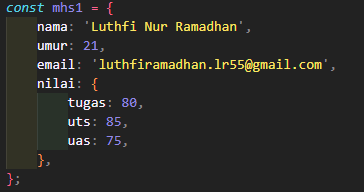 const mhs1 = {
    nama: 'Luthfi Nur Ramadhan',
    umur: 21,
    email: 'luthfiramadhan.lr55@gmail.com',
    nilai: {
        tugas: 80,
        uts: 85,
        uas: 75,
    },
};